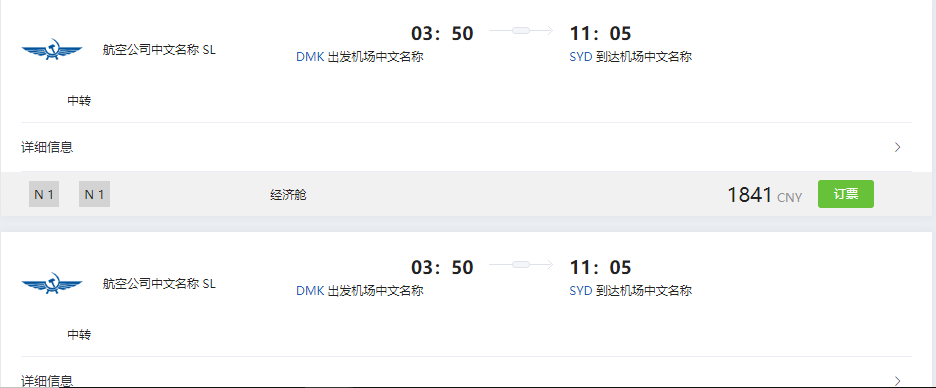 03：50
11：05
航空公司中文名称 SL
DMK 出发机场中文名称
SYD 到达机场中文名称
中转
详细信息
N 1
N 1
经济舱
1841 CNY
订票
03：50
11：05
航空公司中文名称 SL
DMK 出发机场中文名称
SYD 到达机场中文名称
中转
详细信息